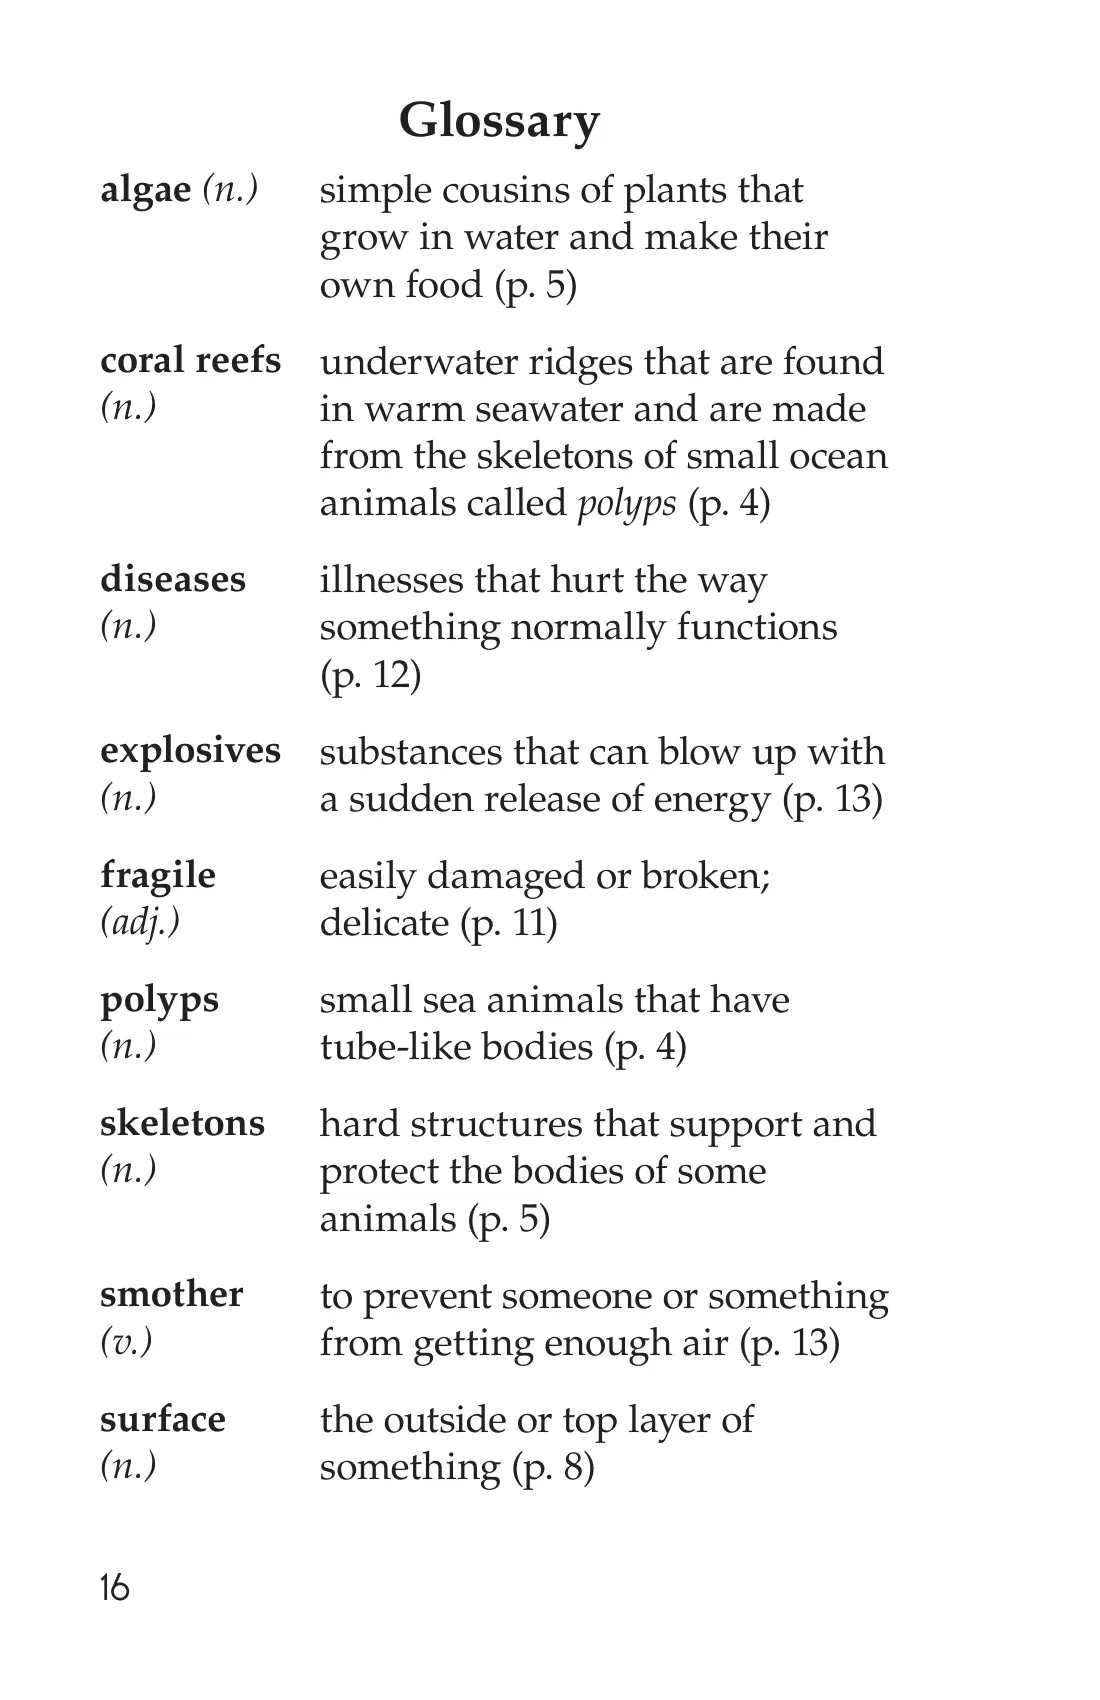 Glossary
algae (n.) simple cousins of plants that
grow in water and make their
own food (p. 5)
coral reefs underwater ridges that are found
(n.) in warm seawater and are made
from the skeletons of small ocean
animals called polyps (p. 4)
diseases illnesses that hurt the way
(n.) something normally functions
(p. 12)
explosives substances that can blow up with
(n.) a sudden release of energy (p. 13)
fragile easily damaged or broken;
(adj.) delicate (p. 11)
polyps small sea animals that have
(n.) tube-like bodies (p. 4)
skeletons hard structures that support and
(n.) protect the bodies of some
animals (p. 5)
smother to prevent someone or something
(v.) from getting enough air (p. 13)
surface the outside or top layer of
(n.) something (p. 8)
16